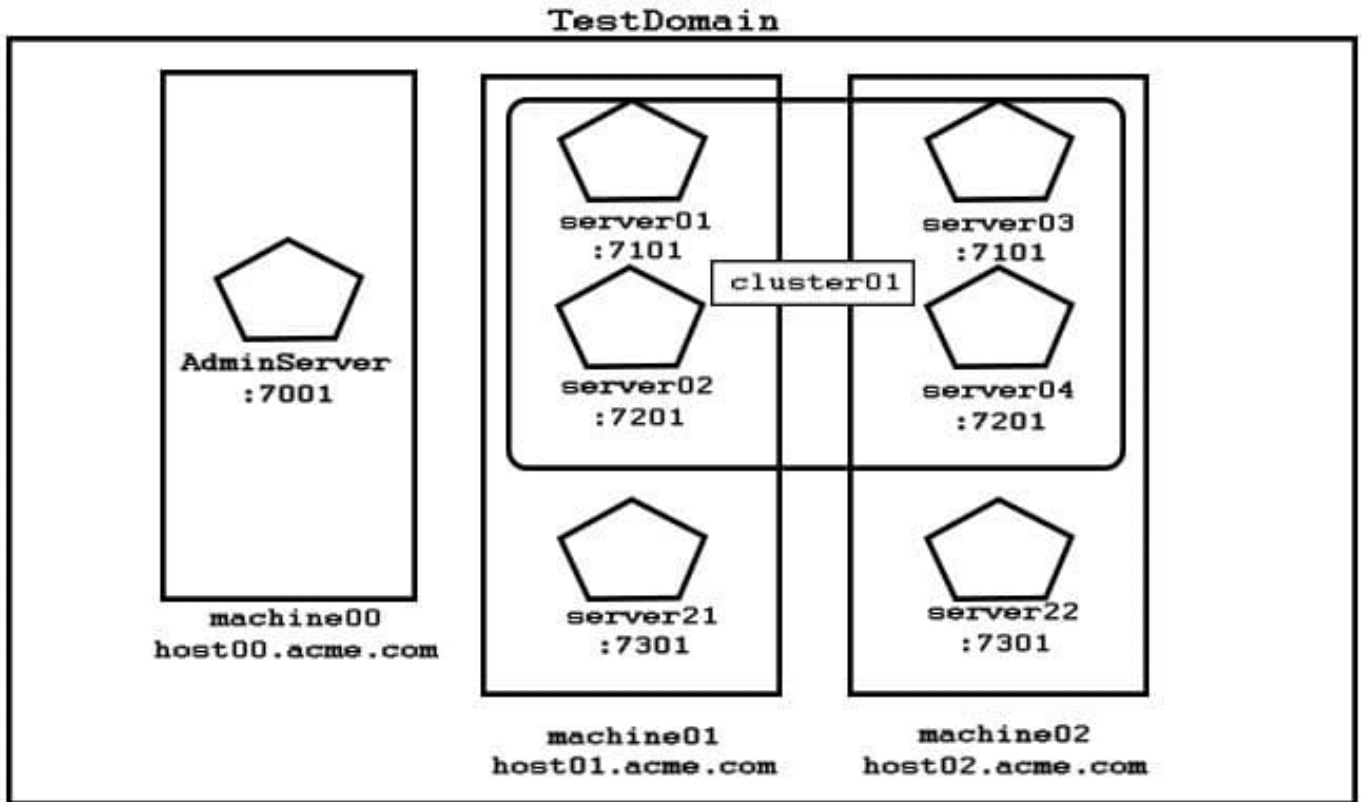 TestDomain
server01
:7101
server03
:7101
cluster01
AdminServer
:7001
server02
:7201
server04
:7201
server21
:7301
server22
:7301
machine00
host00.acme.com
machine01
host01.acme.com
machine02
host02.acme.com